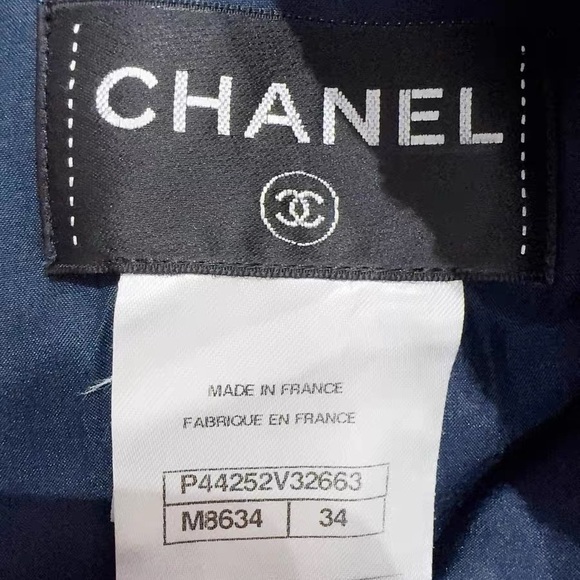 CHANEL
MADE IN FRANCE
FABRIQUE EN FRANCE
P44252V32663
M8634 34